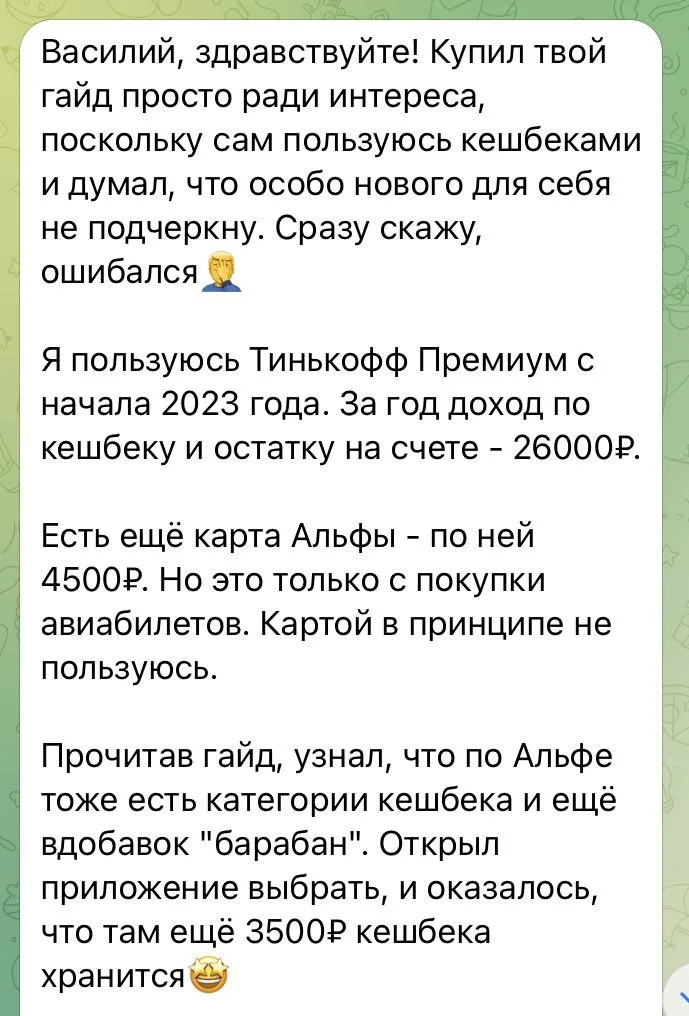 Василий, здравствуйте! Купил твой
гайд просто ради интереса,
поскольку сам пользуюсь кешбеками
и думал, что особо нового для себя
не подчеркну. Сразу скажу,
ошибался🤦‍♂️
Я пользуюсь Тинькофф Премиум с
начала 2023 года. За год доход по
кешбеку и остатку на счете - 26000₽.
Есть ещё карта Альфы - по ней
4500₽. Но это только с покупки
авиабилетов. Картой в принципе не
пользуюсь.
Прочитав гайд, узнал, что по Альфе
тоже есть категории кешбека и ещё
вдобавок "барабан". Открыл
приложение выбрать, и оказалось,
что там ещё 3500₽ кешбека
хранится🤩